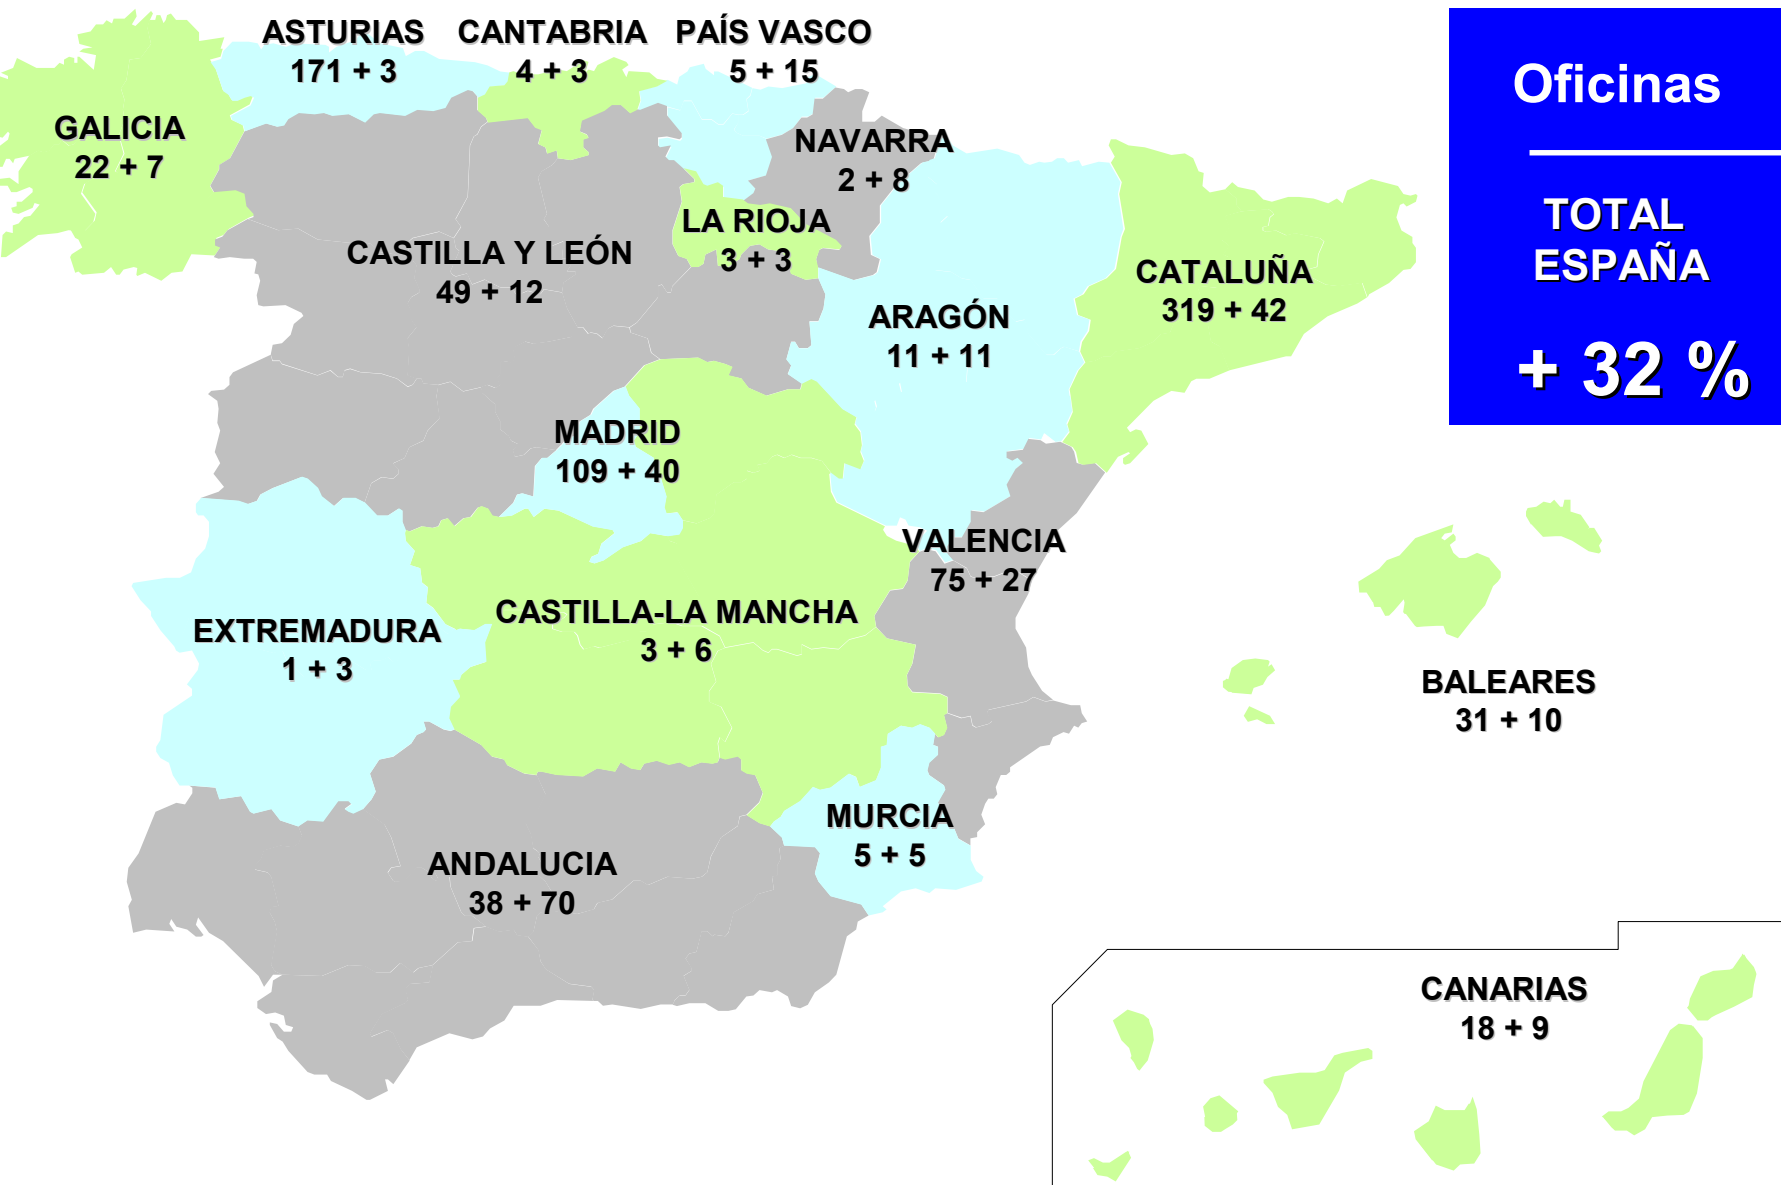 ASTURIAS
171 + 3
CANTABRIA
4 + 3
PAÍS VASCO
5 + 15
Oficinas
GALICIA
22 + 7
NAVARRA
2 + 8
LA RIOJA
3 + 3
CASTILLA Y LEÓN
49 + 12
TOTAL
ESPAÑA
+ 32 %
CATALUÑA
319 + 42
ARAGÓN
11 + 11
MADRID
109 + 40
VALENCIA
75 + 27
CASTILLA-LA MANCHA
3 + 6
EXTREMADURA
1 + 3
BALEARES
31 + 10
MURCIA
5 + 5
ANDALUCIA
38 + 70
CANARIAS
18 + 9